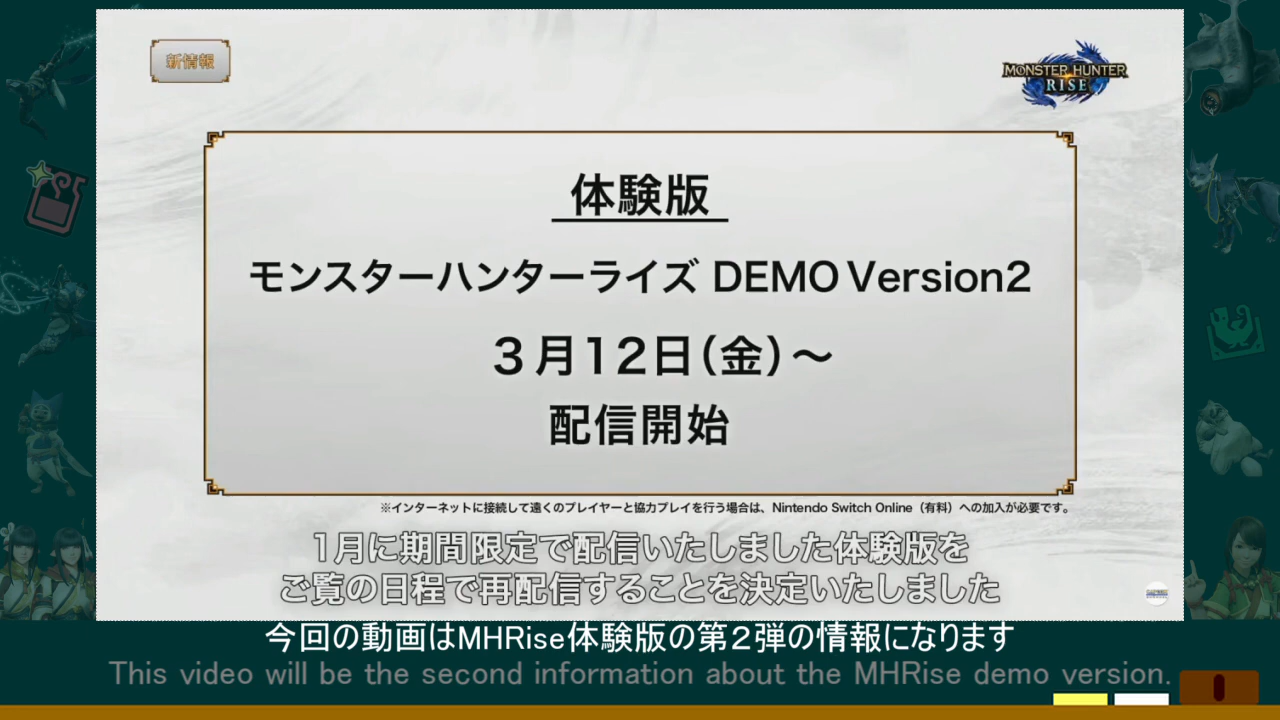 新情報
MONSTER HUNTER
RISE
体験版
モンスターハンターライズ DEMO Version2
３月12日(金)～
配信開始
※インターネットに接続して遠くのプレイヤーと協力プレイを行う場合は、Nintendo Switch Online（有料）への加入が必要です。
1月に期間限定で配信いたしました体験版を
ご覧の日程で再配信することを決定いたしました
今回の動画はMHRise体験版の第２弾の情報になります
This video will be the second information about the MHRise demo version.